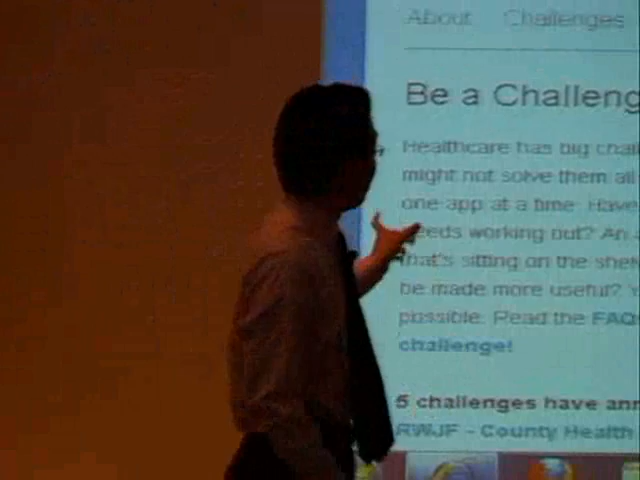 About Challenges
Be a Challeng
Healthcare has big chal
might not solve them all
one app at a time. Have
needs working out? An
that's sitting on the shel
be made more useful?
possible. Read the FAQ
challenge!
5 challenges have ann
RWJF - County Health